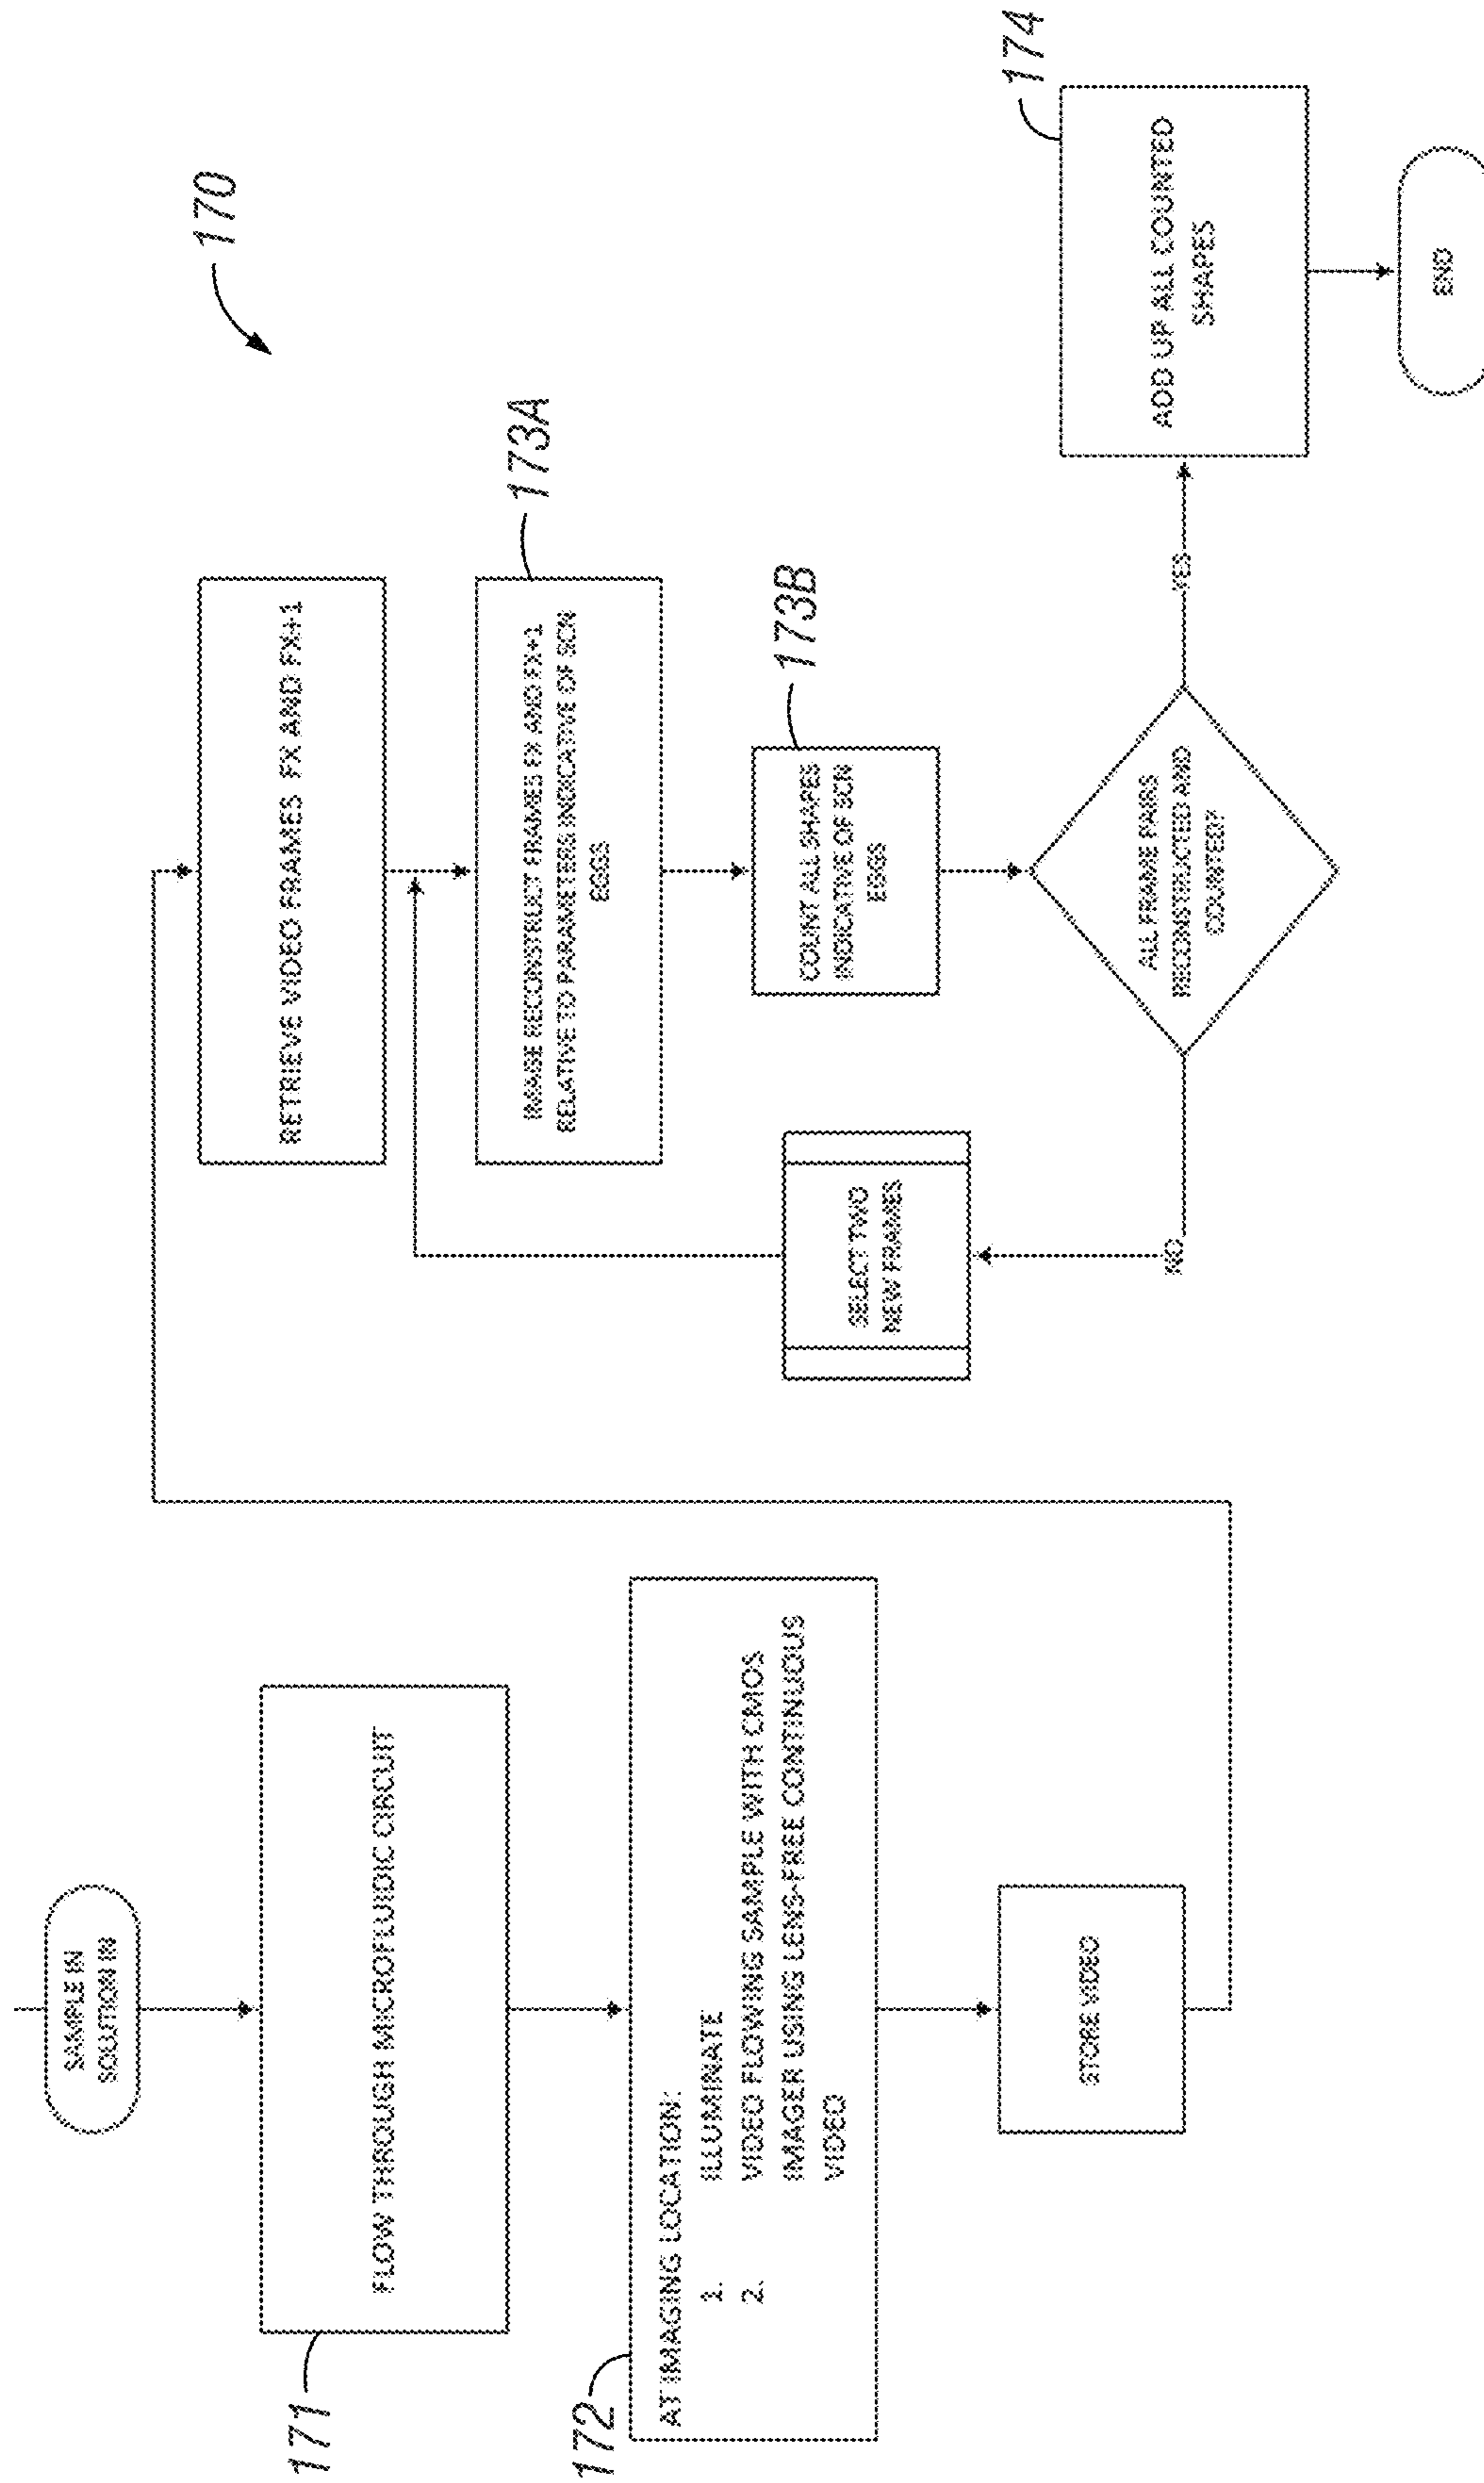 170
SAMPLE IN
SOLUTION IN
171
FLOW THROUGH MICROFLUIDIC CIRCUIT
172
AT IMAGING LOCATION:
1. ILLUMINATE
2. VIDEO FLOWING SAMPLE WITH CMOS
IMAGER USING LENS-FREE CONTINUOUS
VIDEO
STORE VIDEO
RETRIEVE VIDEO FRAMES FX AND FX+1
173A
IMAGE RECONSTRUCT FRAMES FX AND FX+1
RELATIVE TO PARAMETERS INDICATIVE OF SCN
EGGS
173B
COUNT ALL SHAPES
INDICATIVE OF SCN
EGGS
SELECT TWO
NEW FRAMES
ALL FRAME PAIRS
RECONSTRUCTED AND
COUNTED?
NO
YES
174
ADD UP ALL COUNTED
SHAPES
END